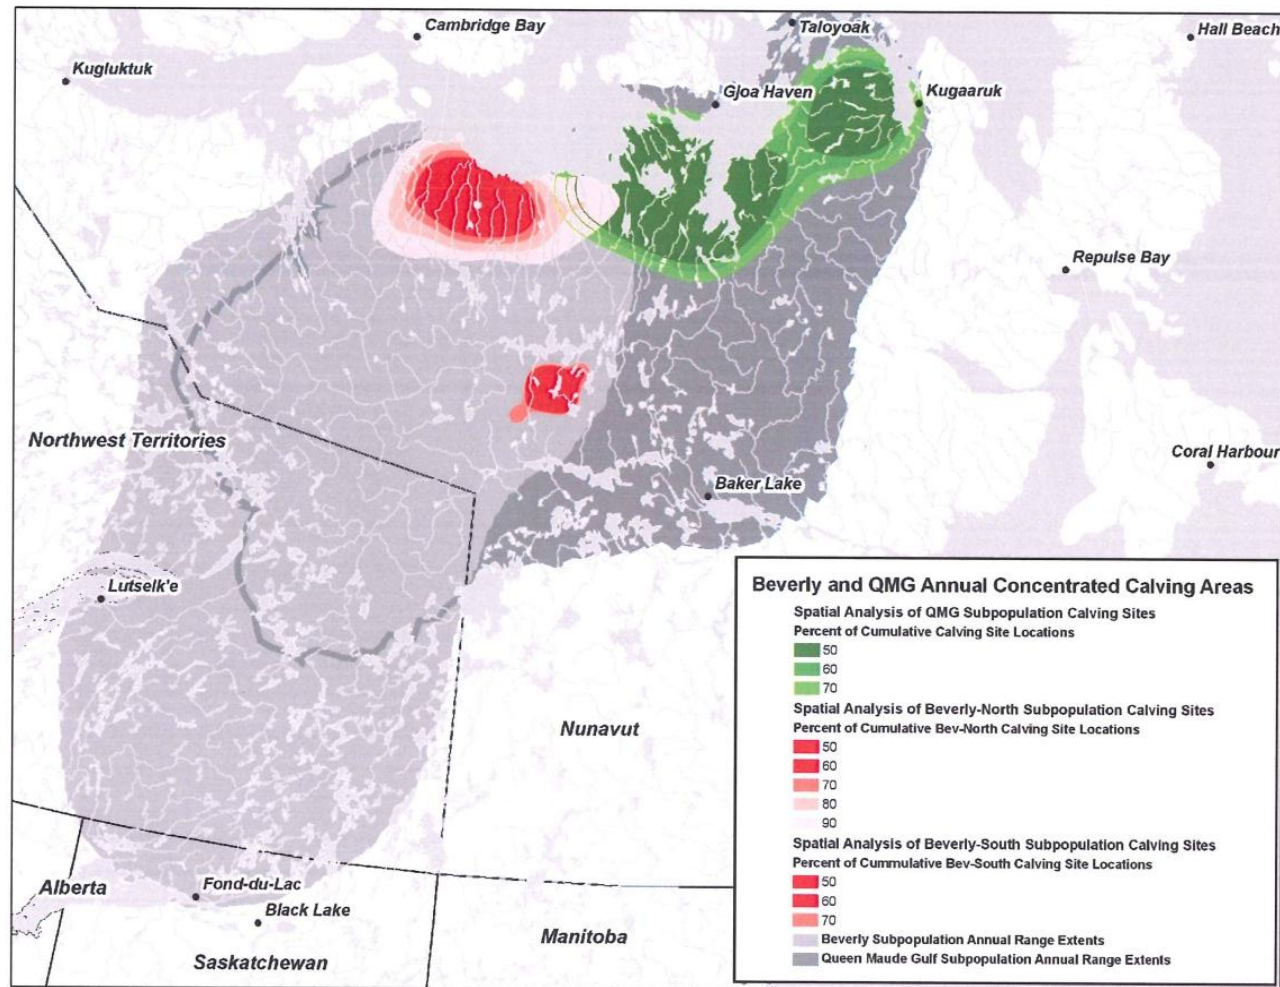 Cambridge Bay
Taloyoak
Hall Beach
Kugluktuk
Gjoa Haven
Kugaaruk
Repulse Bay
Northwest Territories
Coral Harbour
Baker Lake
Lutselk'e
Nunavut
Alberta
Fond-du-Lac
Black Lake
Manitoba
Saskatchewan
Beverly and QMG Annual Concentrated Calving Areas
Spatial Analysis of QMG Subpopulation Calving Sites
Percent of Cumulative Calving Site Locations
50
60
70
Spatial Analysis of Beverly-North Subpopulation Calving Sites
Percent of Cumulative Bev-North Calving Site Locations
50
60
70
80
90
Spatial Analysis of Beverly-South Subpopulation Calving Sites
Percent of Cummulative Bev-South Calving Site Locations
50
60
70
Beverly Subpopulation Annual Range Extents
Queen Maude Gulf Subpopulation Annual Range Extents